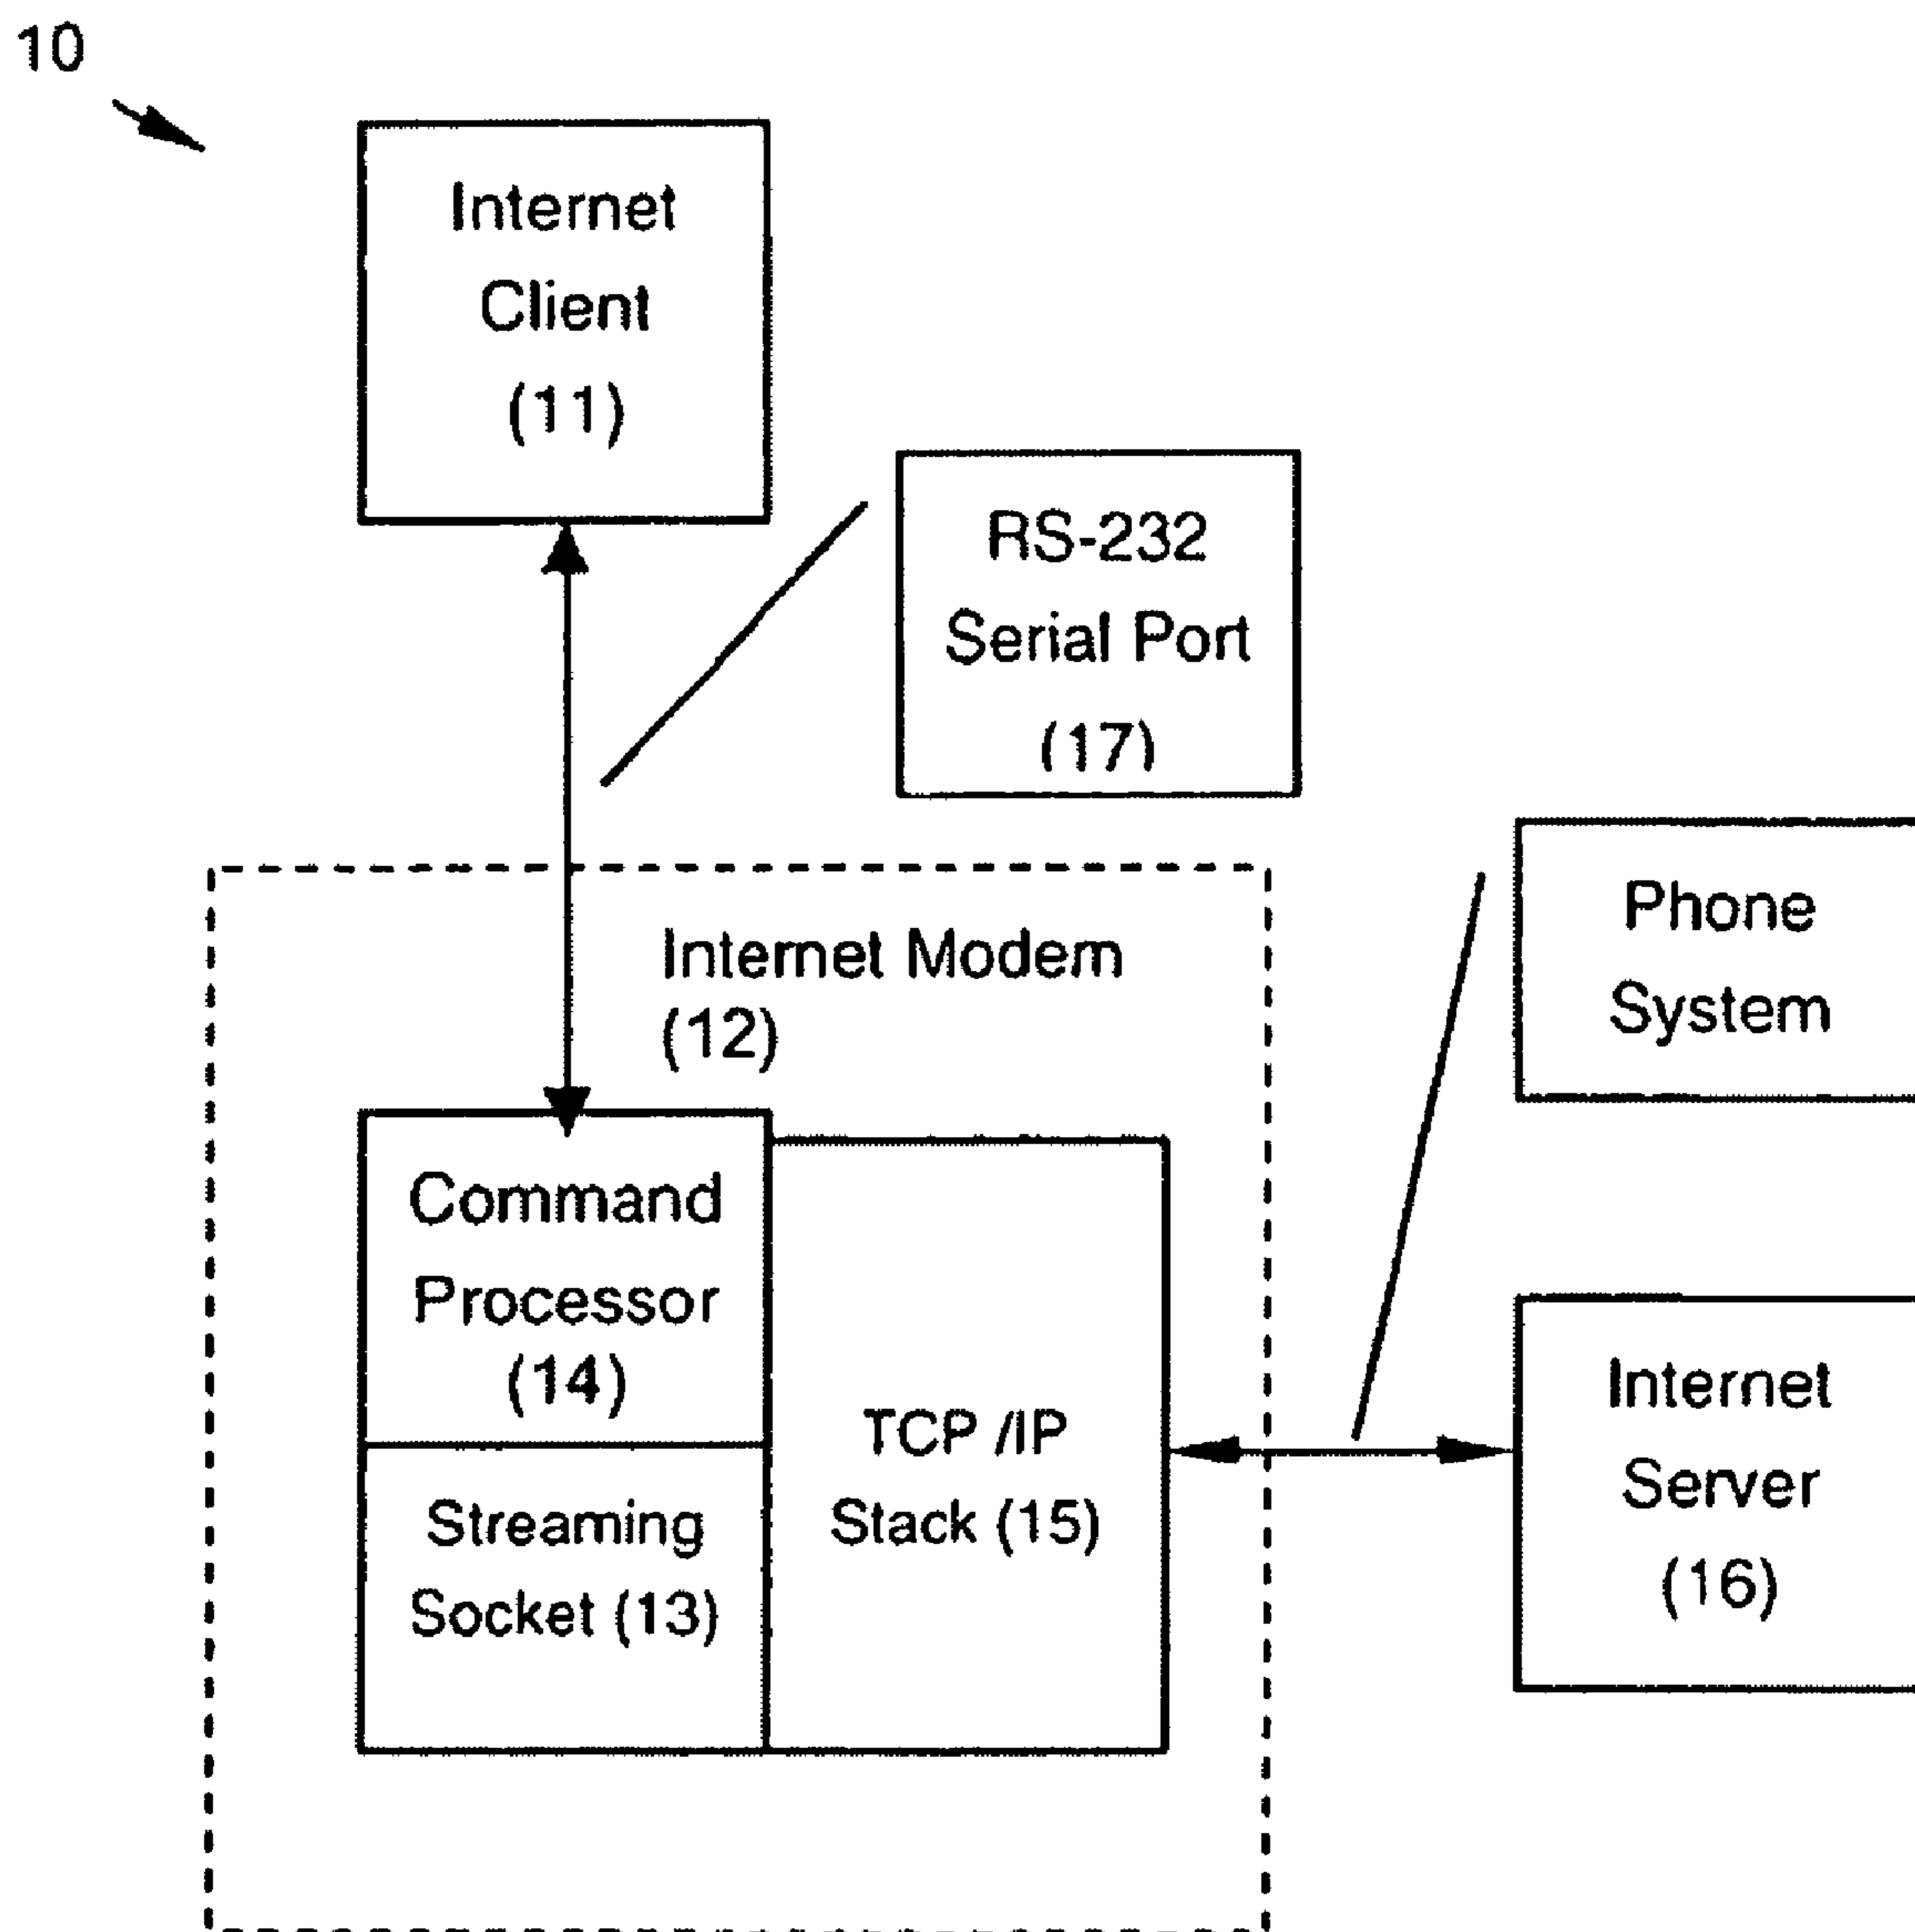 10
Internet
Client
(11)
RS-232
Serial Port
(17)
Phone
System
Internet Modem
(12)
Command
Processor
(14)
TCP /IP
Stack (15)
Streaming
Socket (13)
Internet
Server
(16)